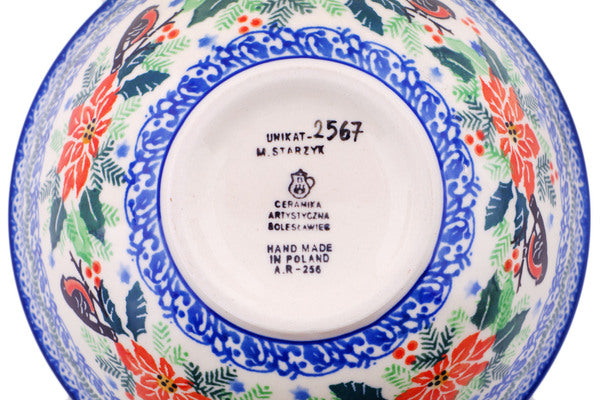 UNIKAT-2567
M.STARZYK
CERAMIKA
ARTYSTYCZNA
BOLESŁAWIEC
HAND MADE
IN POLAND
A.R-256